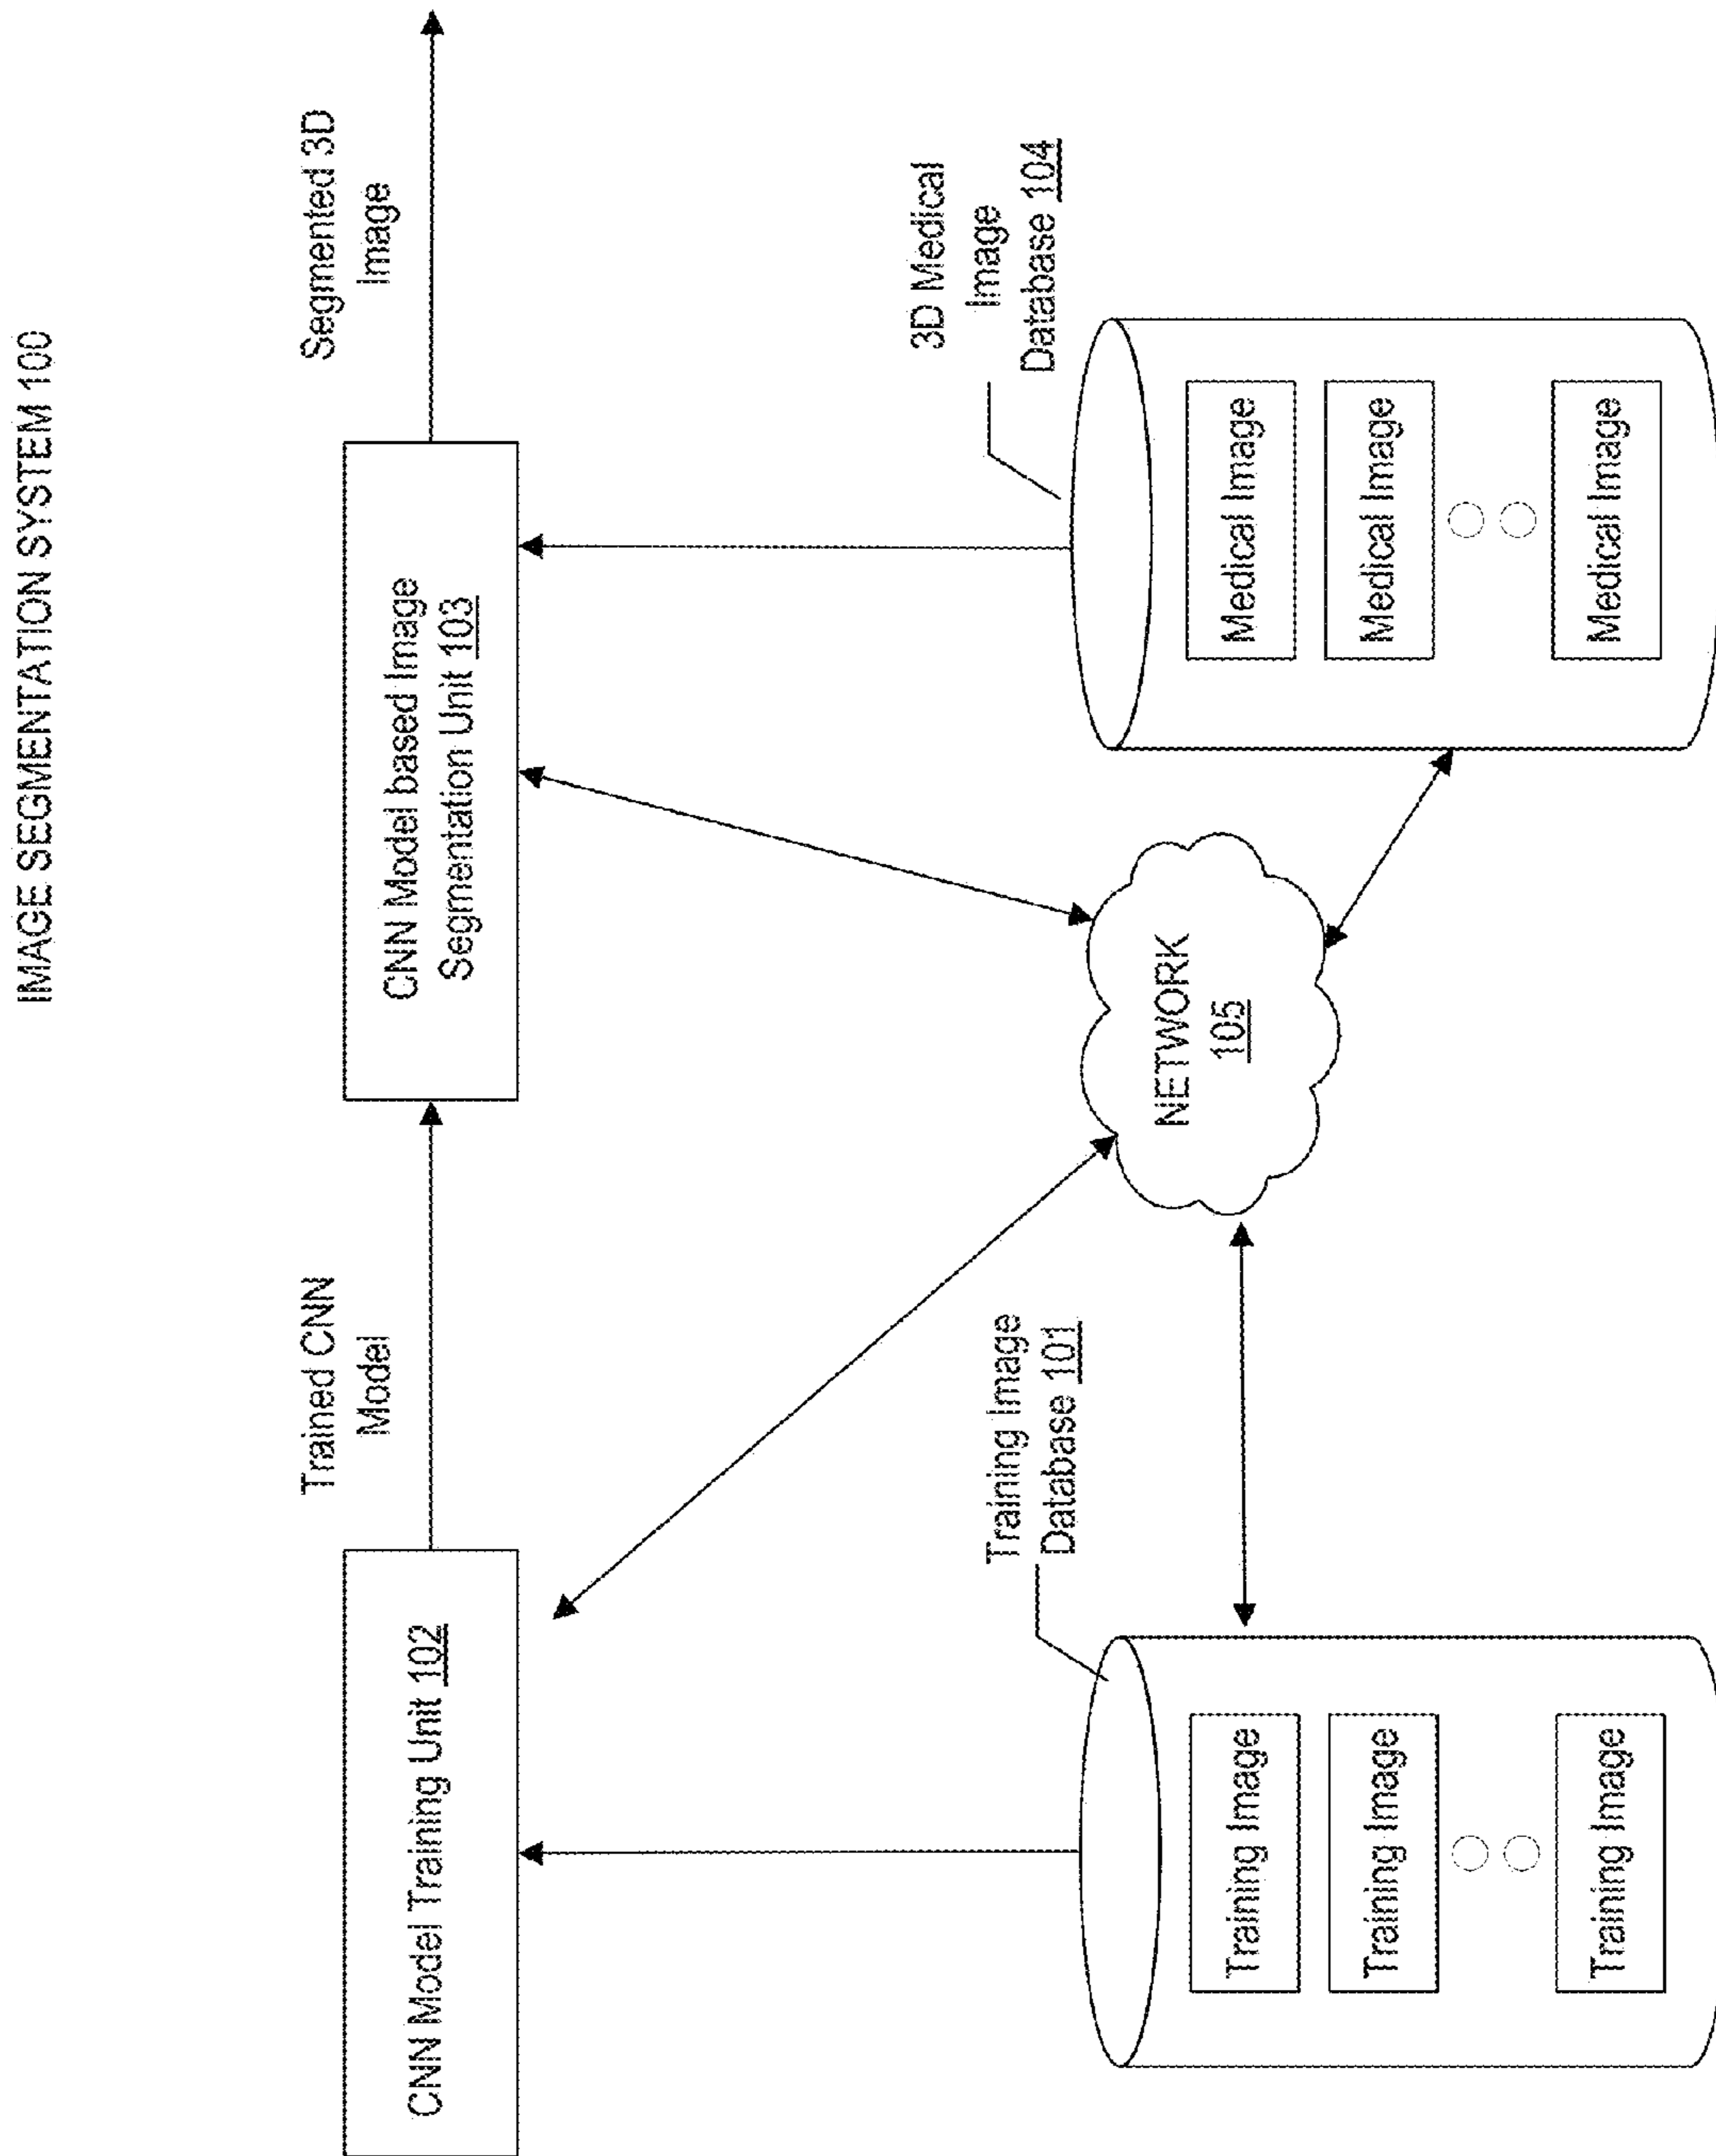 IMAGE SEGMENTATION SYSTEM 100
Trained CNN
Model
Segmented 3D
Image
CNN Model Training Unit 102
CNN Model based Image
Segmentation Unit 103
Training Image
Database 101
NETWORK
105
3D Medical
Image
Database 104
Training Image
Training Image
Training Image
Medical Image
Medical Image
Medical Image